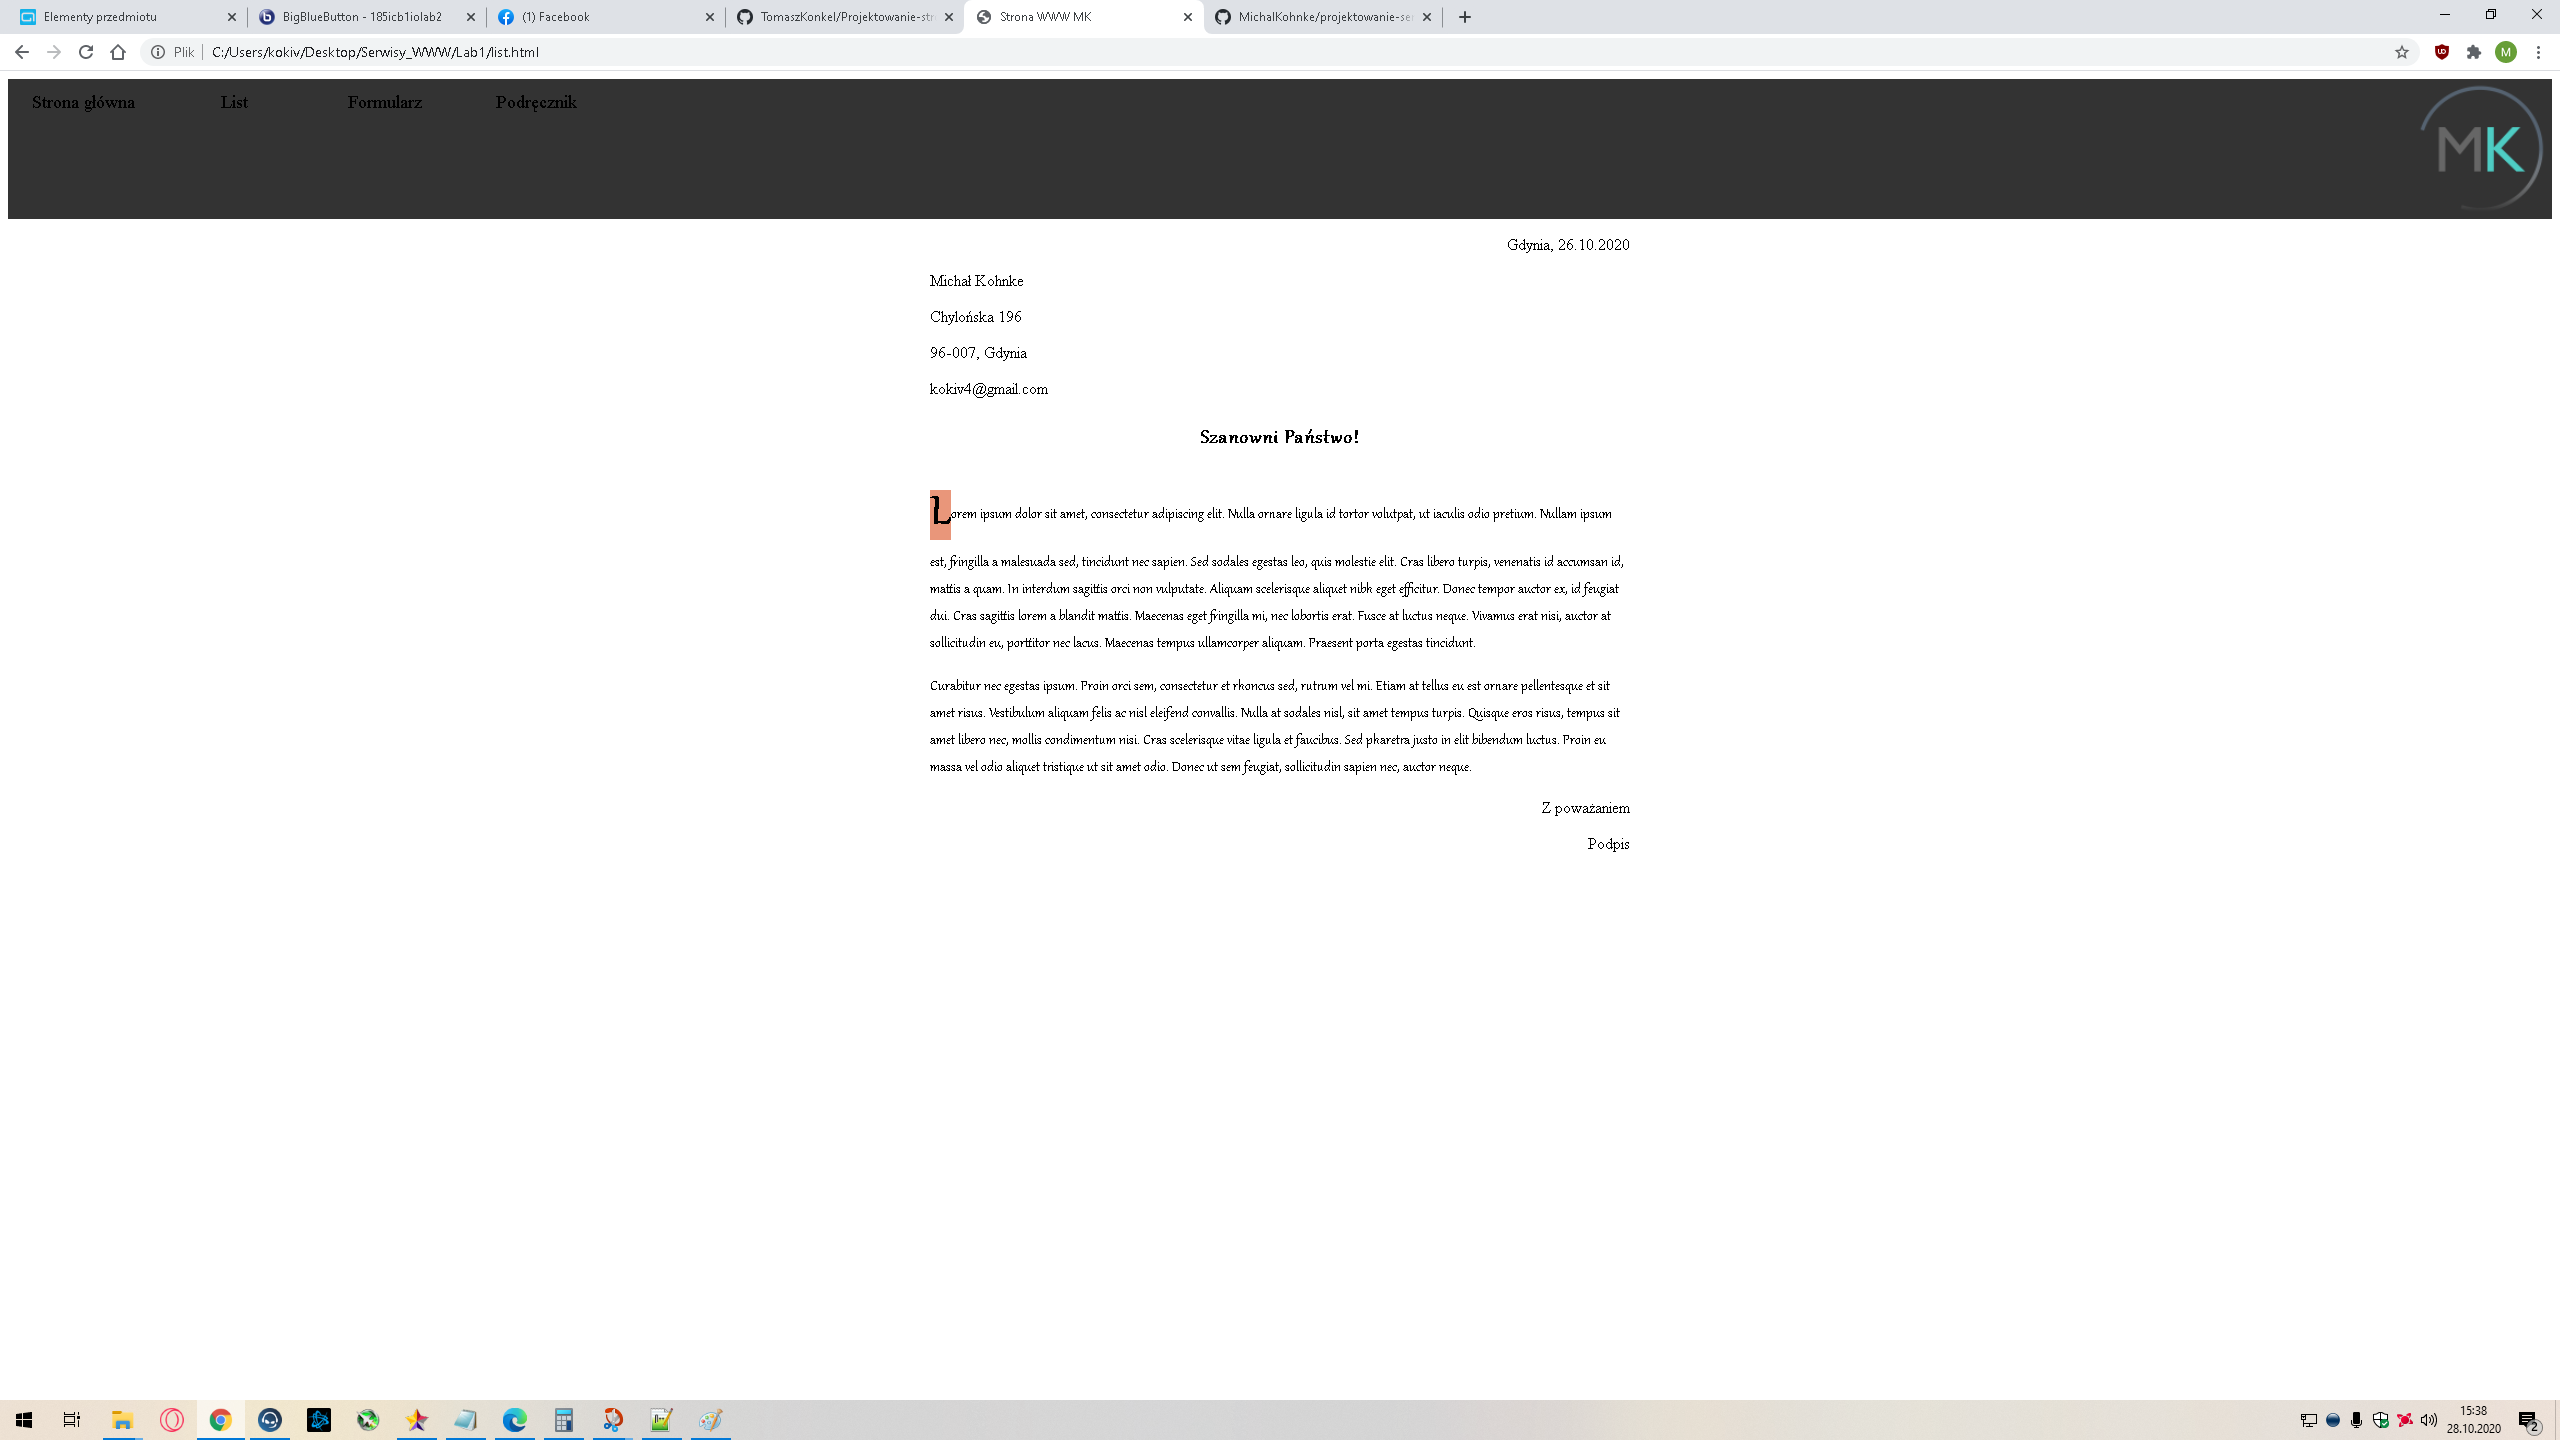 Elementy przedmiotu
BigBlueButton - 185icb1iolab2
(1) Facebook
TomaszKonkel/Projektowanie-str
Strona WWW MK
MichalKohnke/projektowanie-se
Plik
C:/Users/kokiv/Desktop/Serwisy_WWW/Lab1/list.html
M
Strona główna
List
Formularz
Podręcznik
MK
Gdynia, 26.10.2020
Michał Kohnke
Chylońska 196
96-007, Gdynia
kokiv4@gmail.com
Szanowni Państwo!
Lorem ipsum dolor sit amet, consectetur adipiscing elit. Nulla ornare ligula id tortor volutpat, ut iaculis odio pretium. Nullam ipsum
est, fringilla a malesuada sed, tincidunt nec sapien. Sed sodales egestas leo, quis molestie elit. Cras libero turpis, venenatis id accumsan id,
mattis a quam. In interdum sagittis orci non vulputate. Aliquam scelerisque aliquet nibh eget efficitur. Donec tempor auctor ex, id feugiat
dui. Cras sagittis lorem a blandit mattis. Maecenas eget fringilla mi, nec lobortis erat. Fusce at luctus neque. Vivamus erat nisi, auctor at
sollicitudin eu, porttitor nec lacus. Maecenas tempus ullamcorper aliquam. Praesent porta egestas tincidunt.
Curabitur nec egestas ipsum. Proin orci sem, consectetur et rhoncus sed, rutrum vel mi. Etiam at tellus eu est ornare pellentesque et sit
amet risus. Vestibulum aliquam felis ac nisl eleifend convallis. Nulla at sodales nisl, sit amet tempus turpis. Quisque eros risus, tempus sit
amet libero nec, mollis condimentum nisi. Cras scelerisque vitae ligula et faucibus. Sed pharetra justo in elit bibendum luctus. Proin eu
massa vel odio aliquet tristique ut sit amet odio. Donec ut sem feugiat, sollicitudin sapien nec, auctor neque.
Z poważaniem
Podpis
15:38
28.10.2020
2